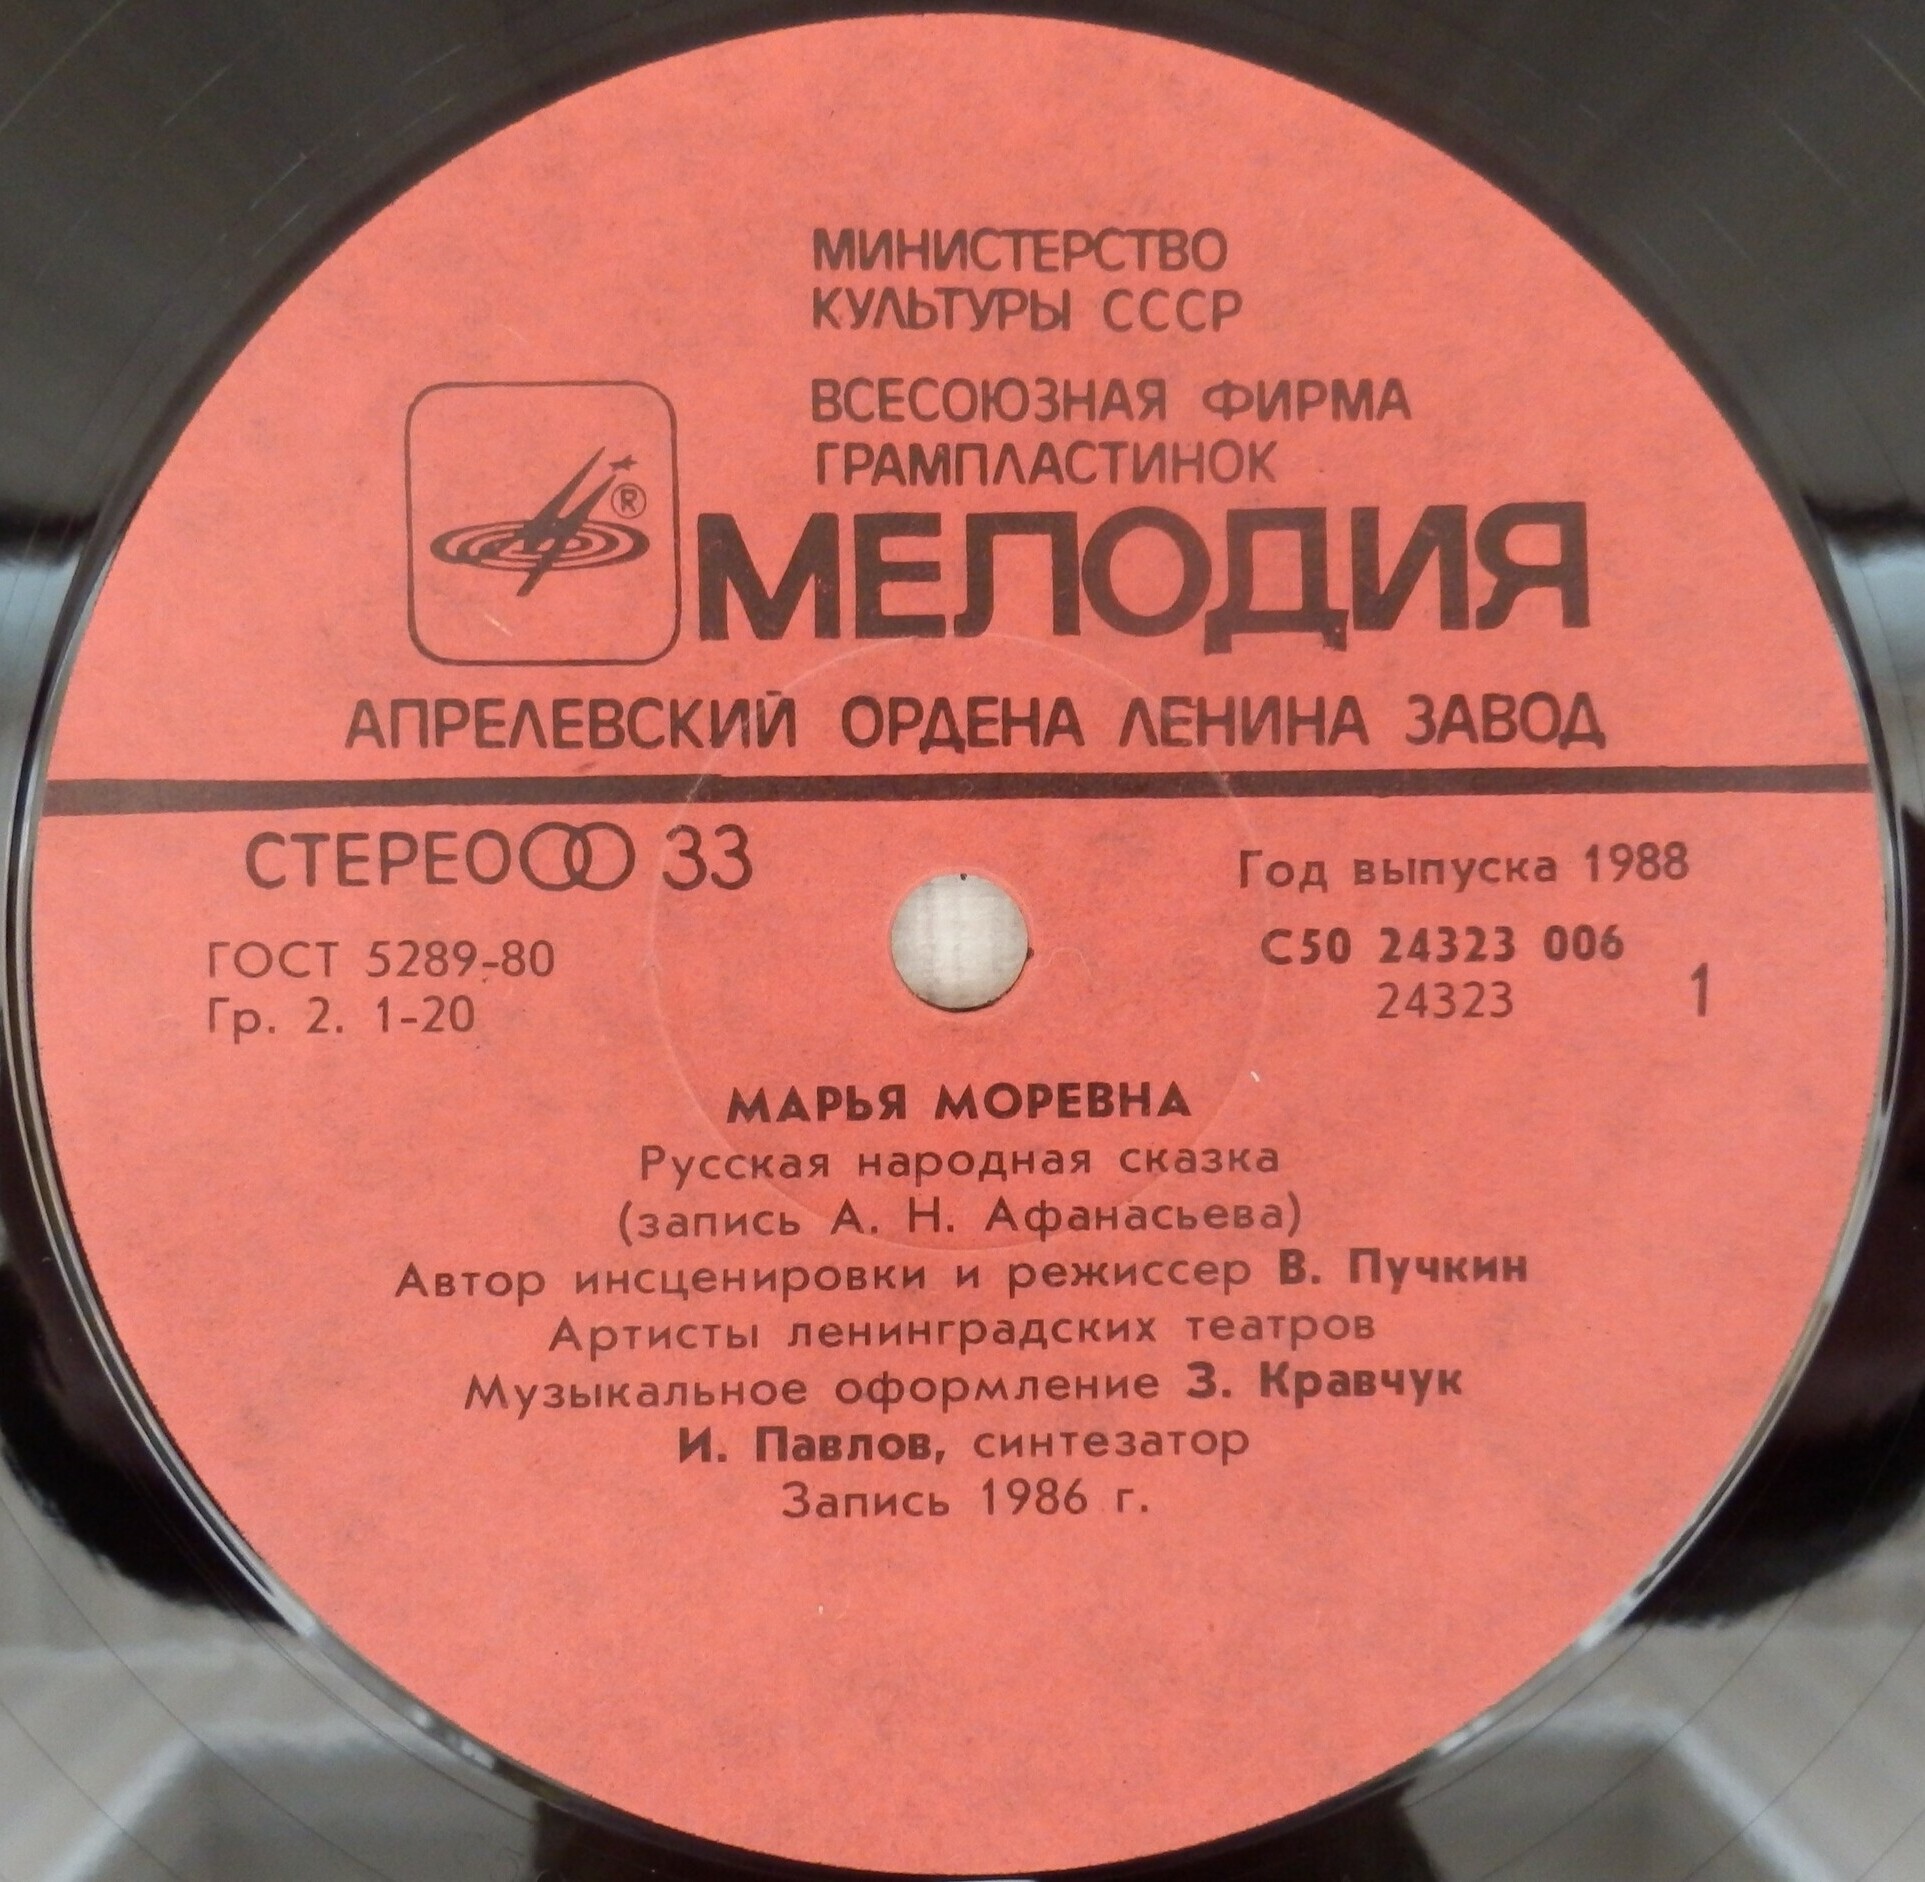 МИНИСТЕРСТВО
КУЛЬТУРЫ СССР
ВСЕСОЮЗНАЯ ФИРМА
ГРАМПЛАСТИНОК
®
МЕЛОДИЯ
АПРЕЛЕВСКИЙ ОРДЕНА ЛЕНИНА ЗАВОД
СТЕРЕО 33
Год выпуска 1988
ГОСТ 5289-80
Гр. 2. 1-20
С50 24323 006
24323
1
МАРЬЯ МОРЕВНА
Русская народная сказка
(запись А. Н. Афанасьева)
Автор инсценировки и режиссер В. Пучкин
Артисты ленинградских театров
Музыкальное оформление З. Кравчук
И. Павлов, синтезатор
Запись 1986 г.